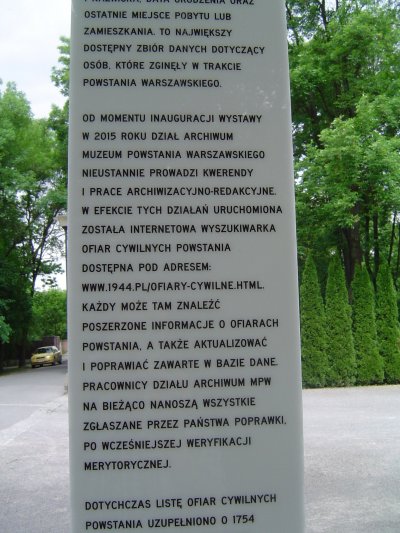 OSTATNIE MIEJSCE POBYTU LUB
ZAMIESZKANIA. TO NAJWIĘKSZY
DOSTĘPNY ZBIÓR DANYCH DOTYCZĄCY
OSÓB, KTÓRE ZGINĘŁY W TRAKCIE
POWSTANIA WARSZAWSKIEGO.
OD MOMENTU INAUGURACJI WYSTAWY
W 2015 ROKU DZIAŁ ARCHIWUM
MUZEUM POWSTANIA WARSZAWSKIEGO
NIEUSTANNIE PROWADZI KWERENDY
I PRACE ARCHIWIZACYJNO-REDAKCYJNE.
W EFEKCIE TYCH DZIAŁAŃ URUCHOMIONA
ZOSTAŁA INTERNETOWA WYSZUKIWARKA
OFIAR CYWILNYCH POWSTANIA
DOSTĘPNA POD ADRESEM:
WWW.1944.PL/OFIARY-CYWILNE.HTML.
KAŻDY MOŻE TAM ZNALEŹĆ
POSZERZONE INFORMACJE O OFIARACH
POWSTANIA, A TAKŻE AKTUALIZOWAĆ
I POPRAWIAĆ ZAWARTE W BAZIE DANE.
PRACOWNICY DZIAŁU ARCHIWUM MPW
NA BIEŻĄCO NANOSZĄ WSZYSTKIE
ZGŁASZANE PRZEZ PAŃSTWA POPRAWKI,
PO WCZEŚNIEJSZEJ WERYFIKACJI
MERYTORYCZNEJ.
DOTYCHCZAS LISTĘ OFIAR CYWILNYCH
POWSTANIA UZUPEŁNIONO O 1754